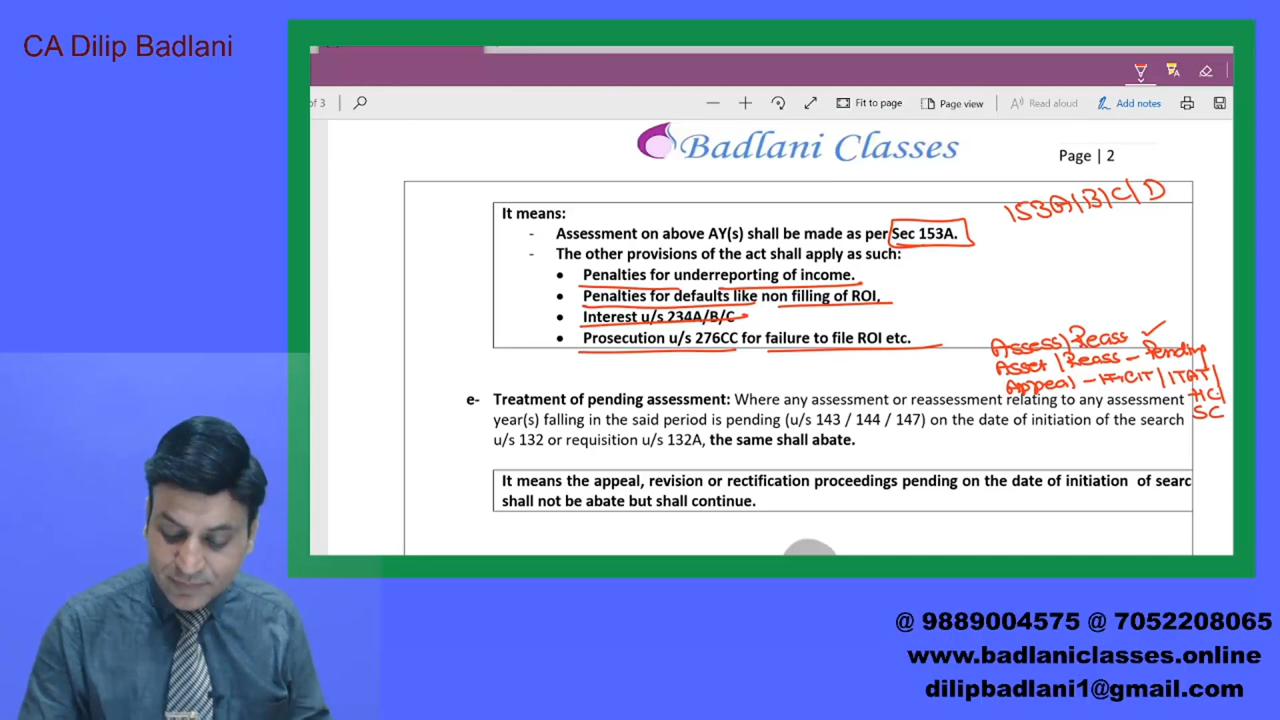 CA Dilip Badlani
of 3
Fit to page
Page view
Read aloud
Add notes
Badlani Classes
Page | 2
153A/B/C/D
It means:
- Assessment on above AY(s) shall be made as per Sec 153A.
- The other provisions of the act shall apply as such:
• Penalties for underreporting of income.
• Penalties for defaults like non filling of ROI,
• Interest u/s 234A/B/C
• Prosecution u/s 276CC for failure to file ROI etc.
Assess/Reass ✓
Asset/Reass - Pending
Appeal - CIT/ITAT/
HC/
SC
e- Treatment of pending assessment: Where any assessment or reassessment relating to any assessment
year(s) falling in the said period is pending (u/s 143 / 144 / 147) on the date of initiation of the search
u/s 132 or requisition u/s 132A, the same shall abate.
It means the appeal, revision or rectification proceedings pending on the date of initiation of searc
shall not be abate but shall continue.
@ 9889004575 @ 7052208065
www.badlaniclasses.online
dilipbadlani1@gmail.com